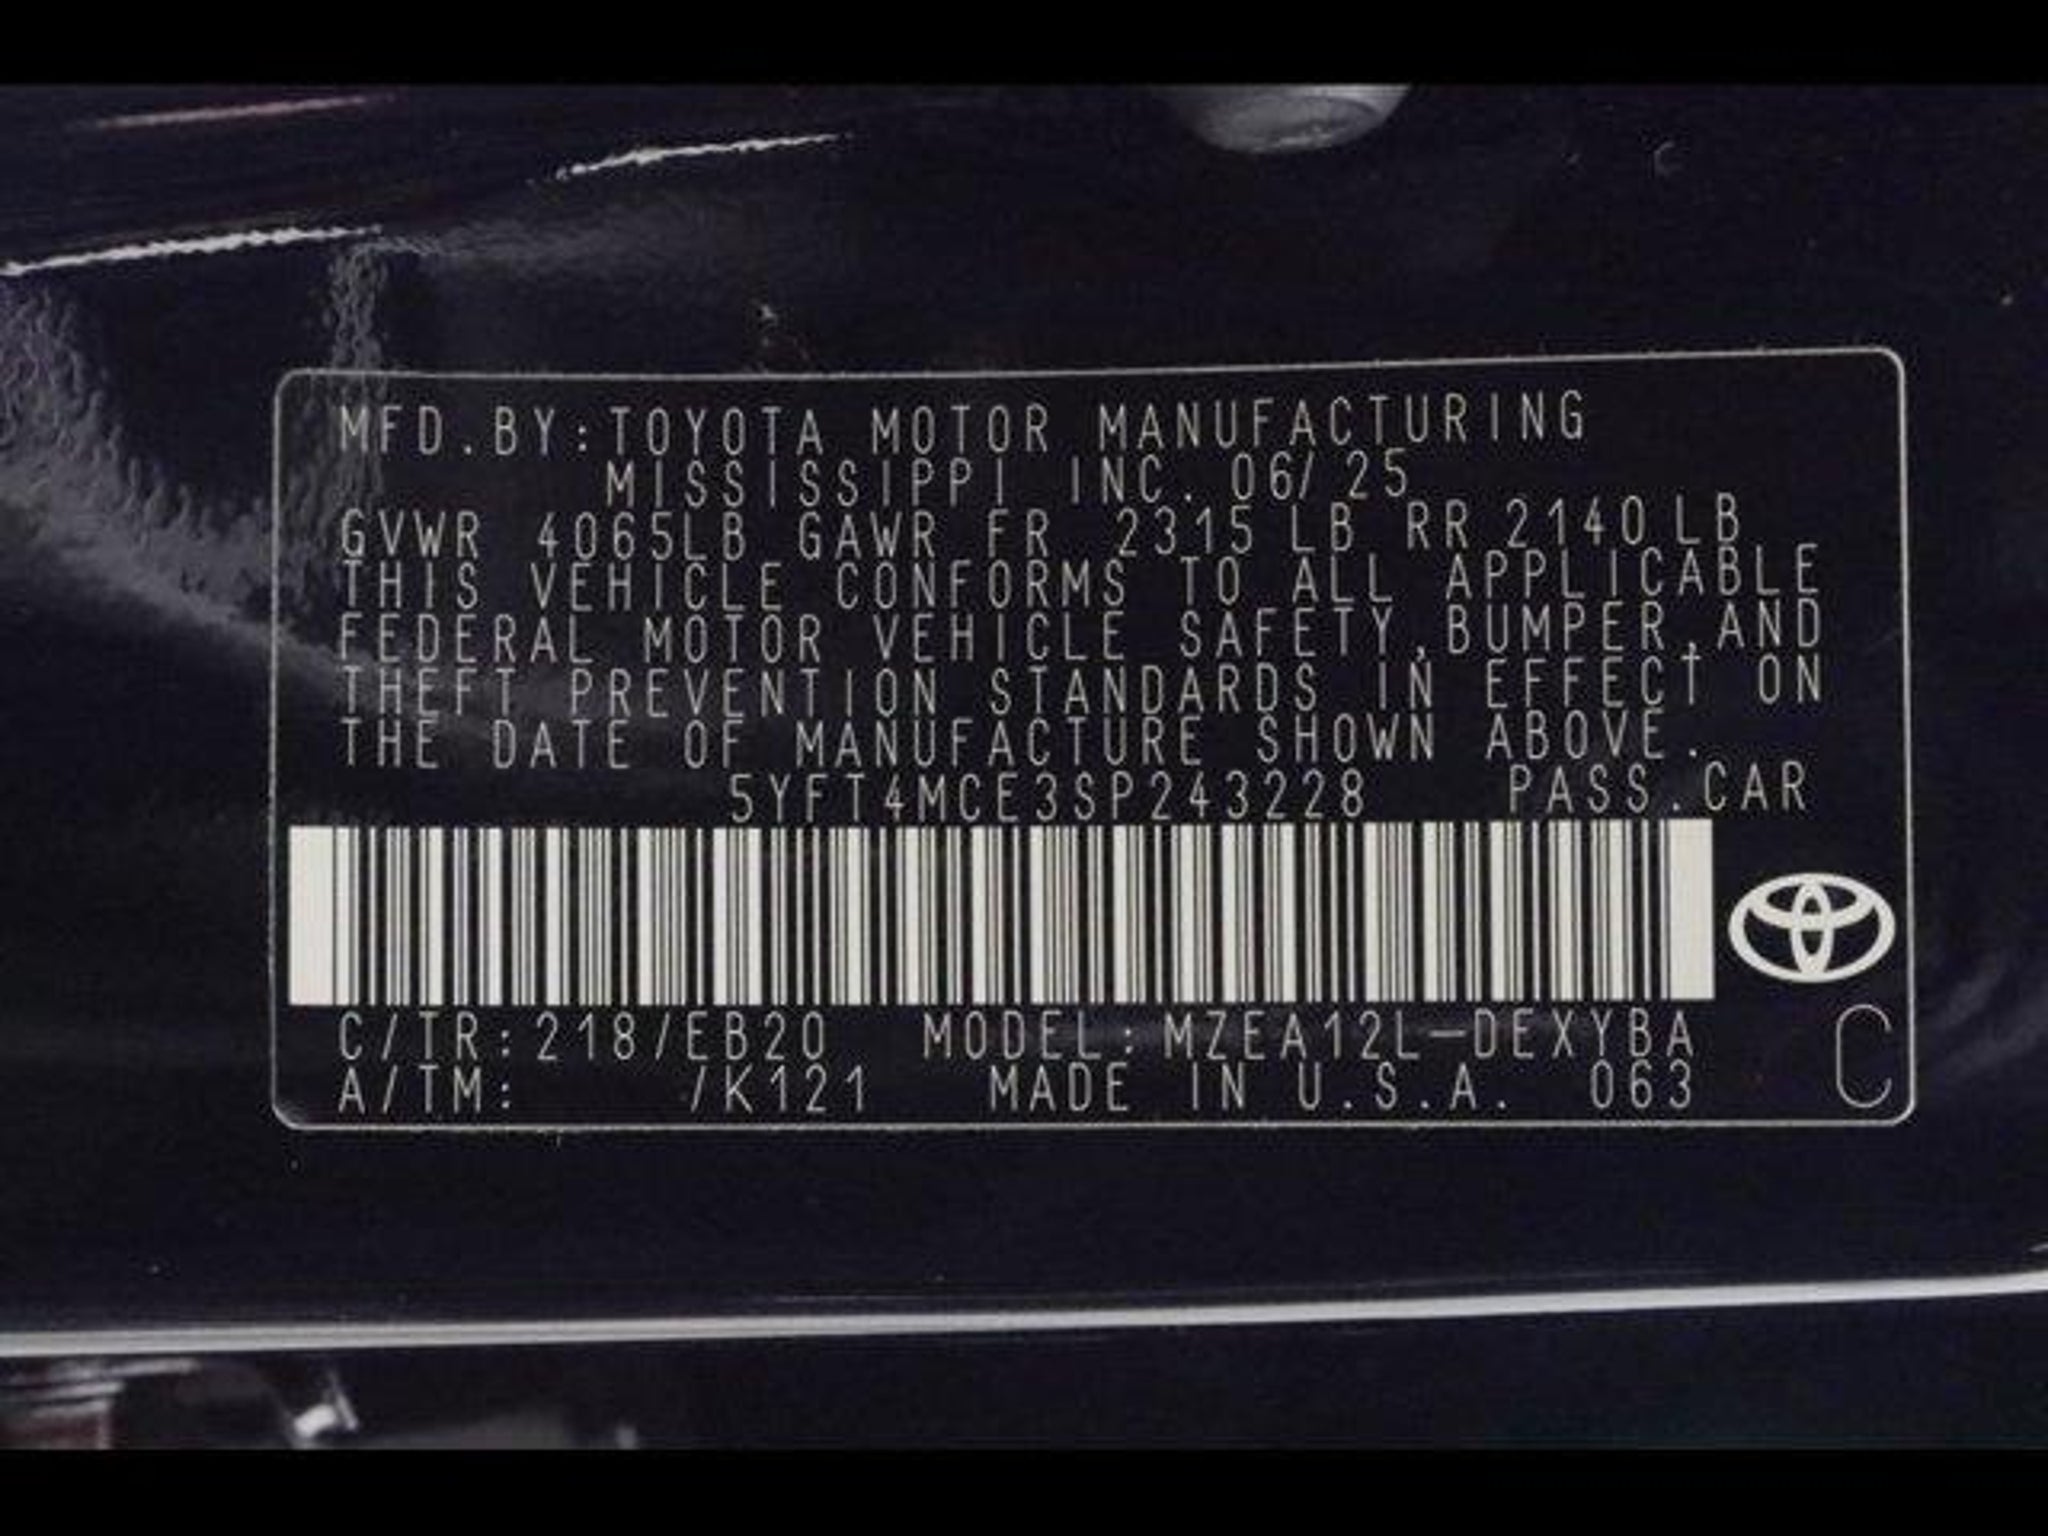 MFD.BY:TOYOTA MOTOR MANUFACTURING
MISSISSIPPI INC. 06/25
GVWR 4065LB GAWR FR 2315 LB RR 2140 LB
THIS VEHICLE CONFORMS TO ALL APPLICABLE
FEDERAL MOTOR VEHICLE SAFETY,BUMPER,AND
THEFT PREVENTION STANDARDS IN EFFECT ON
THE DATE OF MANUFACTURE SHOWN ABOVE.
5YFT4MCE3SP243228 PASS.CAR
C/TR:218/EB20 MODEL:MZEA12L-DEXYBA
A/TM: /K121 MADE IN U.S.A. 063 C